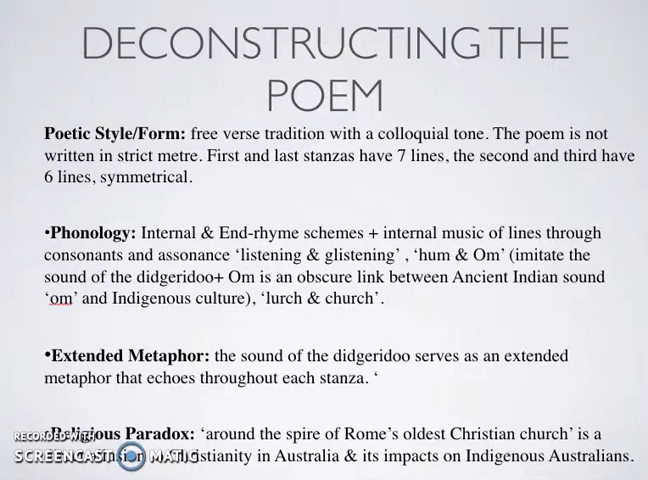 DECONSTRUCTING THE
POEM
Poetic Style/Form: free verse tradition with a colloquial tone. The poem is not
written in strict metre. First and last stanzas have 7 lines, the second and third have
6 lines, symmetrical.
•Phonology: Internal & End-rhyme schemes + internal music of lines through
consonants and assonance ‘listening & glistening’ , ‘hum & Om’ (imitate the
sound of the didgeridoo+ Om is an obscure link between Ancient Indian sound
‘om’ and Indigenous culture), ‘lurch & church’.
•Extended Metaphor: the sound of the didgeridoo serves as an extended
metaphor that echoes throughout each stanza. ‘
•Religious Paradox: ‘around the spire of Rome’s oldest Christian church’ is a
Christianity in Australia & its impacts on Indigenous Australians.
RECORDED WITH
SCREENCAST MATIC